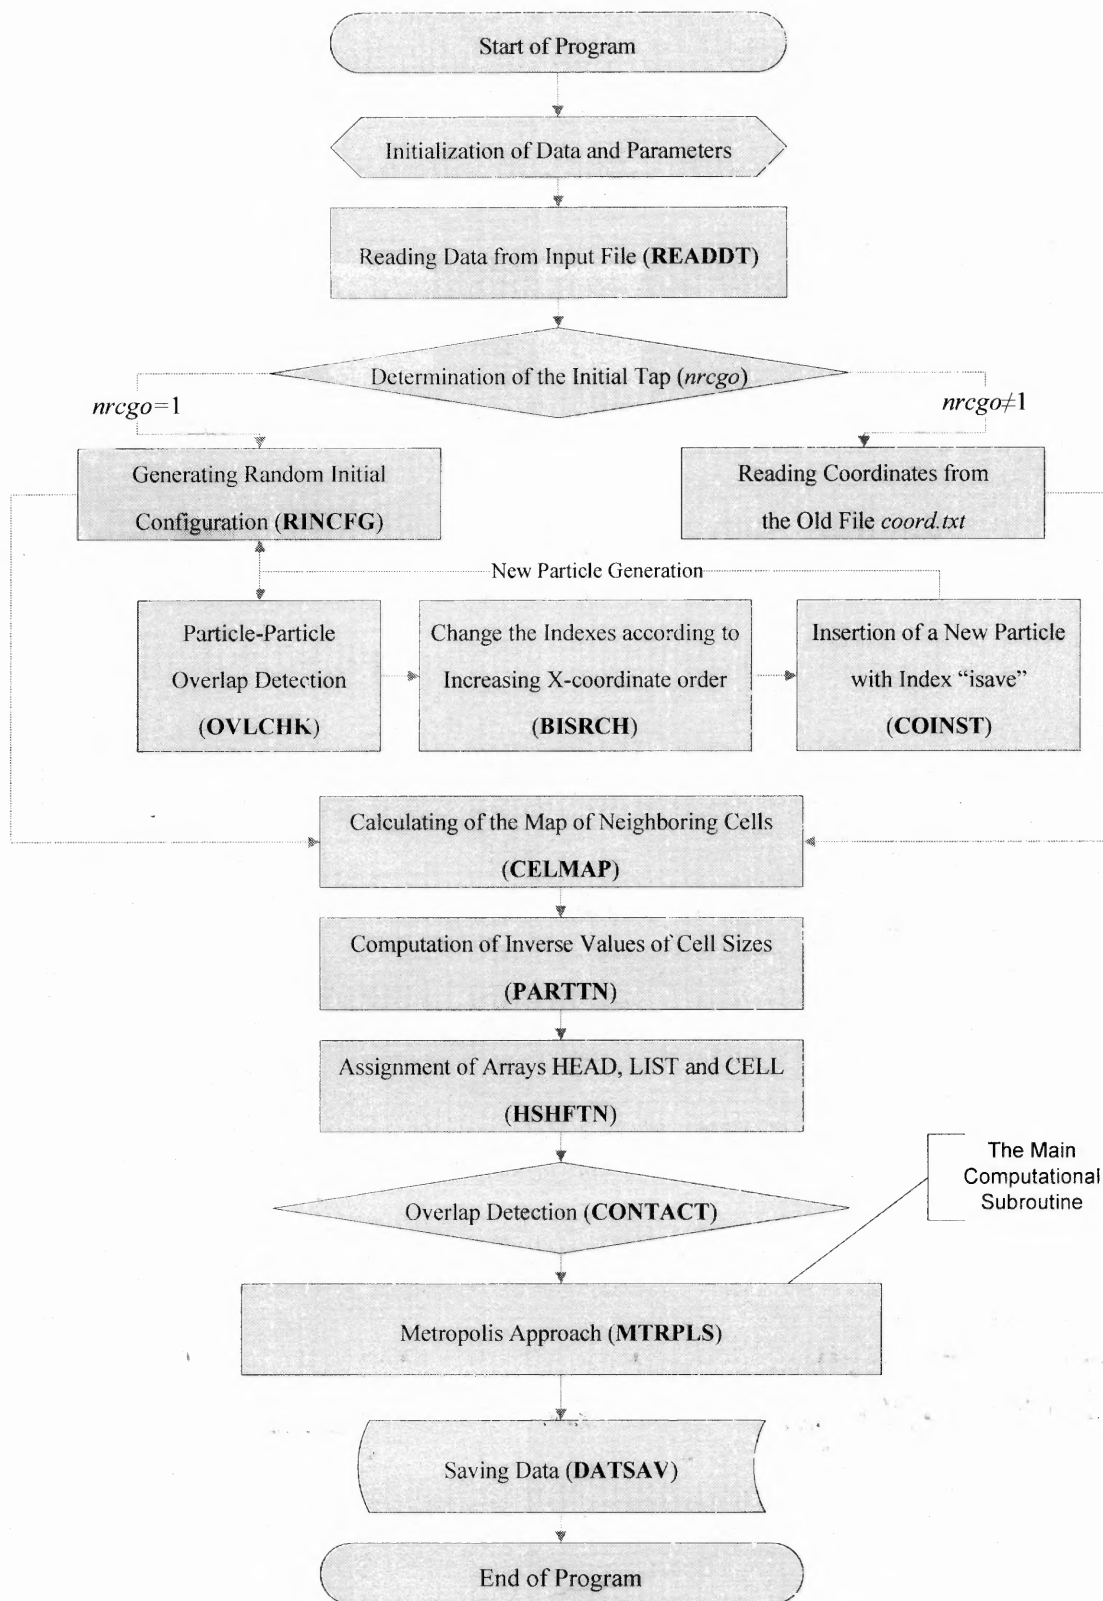 Start of Program
Initialization of Data and Parameters
Reading Data from Input File (READDT)
Determination of the Initial Tap (nrcgo)
nrcgo=1
nrcgo≠1
Generating Random Initial
Configuration (RINCFG)
Reading Coordinates from
the Old File coord.txt
New Particle Generation
Particle-Particle
Overlap Detection
(OVLCHK)
Change the Indexes according to
Increasing X-coordinate order
(BISRCH)
Insertion of a New Particle
with Index “isave”
(COINST)
Calculating of the Map of Neighboring Cells
(CELMAP)
Computation of Inverse Values of Cell Sizes
(PARTTN)
Assignment of Arrays HEAD, LIST and CELL
(HSHFTN)
The Main
Computational
Subroutine
Overlap Detection (CONTACT)
Metropolis Approach (MTRPLS)
Saving Data (DATSAV)
End of Program